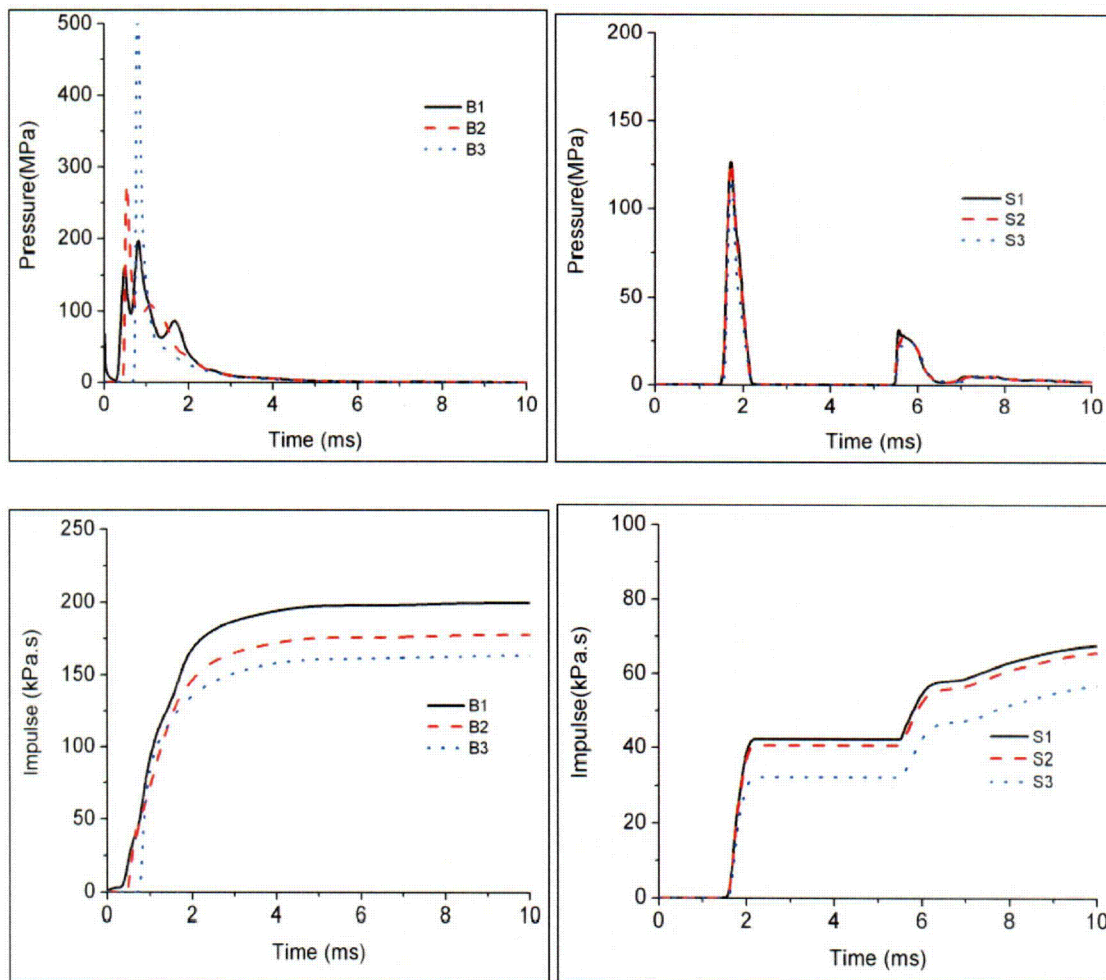 500
400
300
200
100
0
Pressure(MPa)
B1
B2
B3
0 2 4 6 8 10
Time (ms)
200
150
100
50
0
Pressure(MPa)
S1
S2
S3
0 2 4 6 8 10
Time (ms)
250
200
150
100
50
0
Impulse (kPa.s)
B1
B2
B3
0 2 4 6 8 10
Time (ms)
100
80
60
40
20
0
Impulse(kPa.s)
S1
S2
S3
0 2 4 6 8 10
Time (ms)